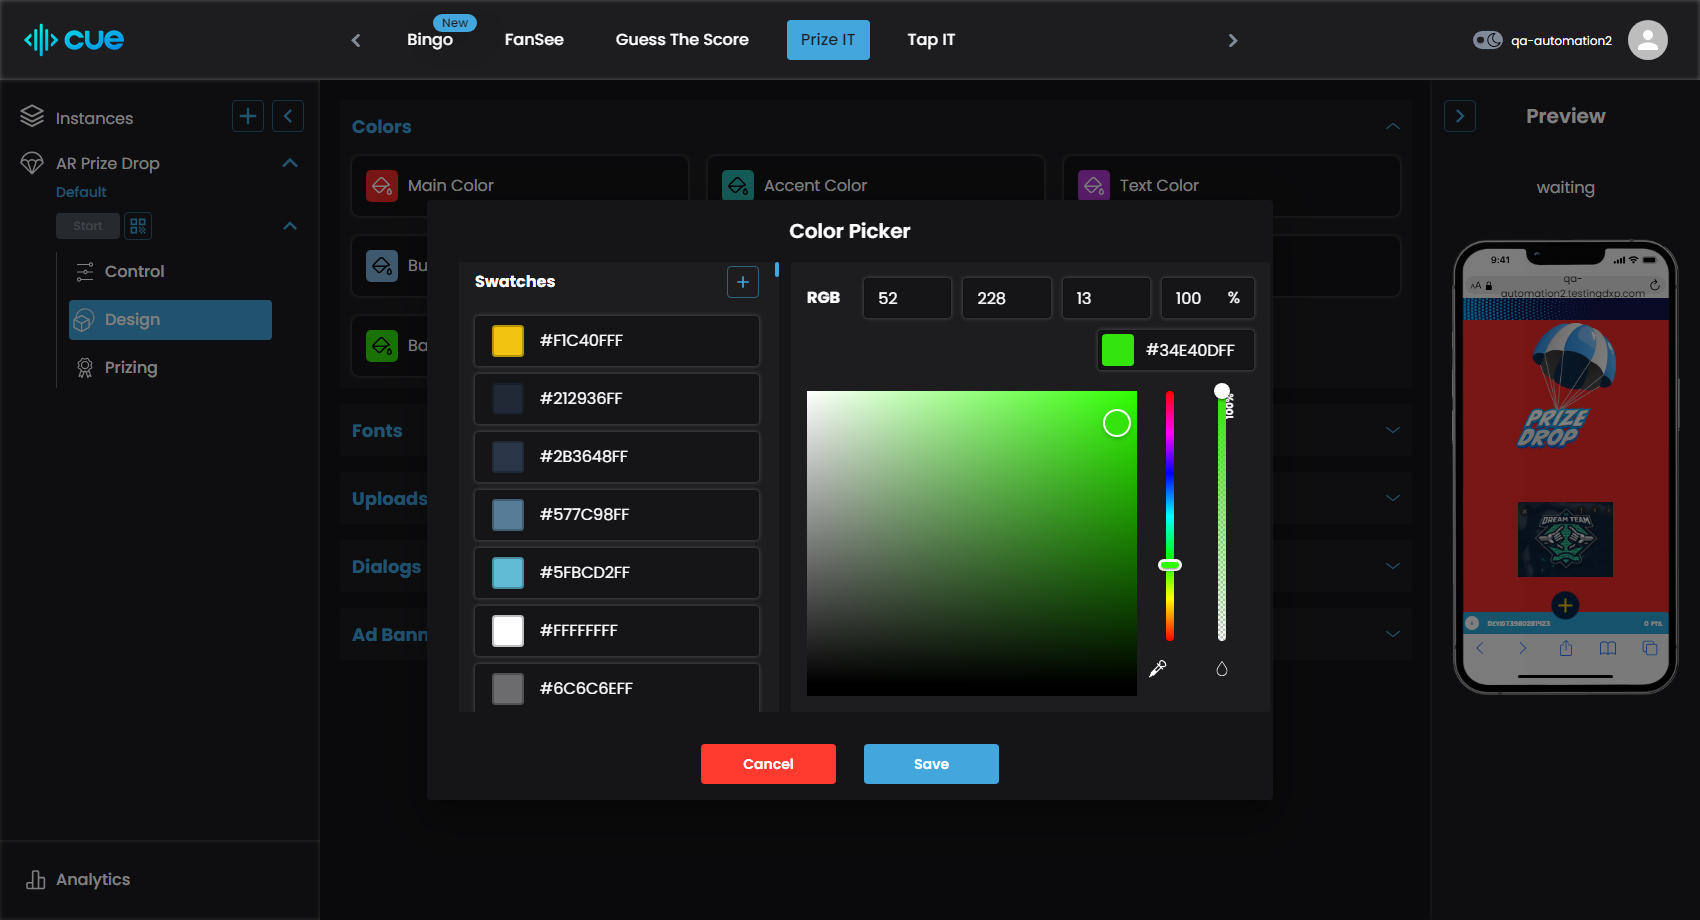 cue
New
Bingo
FanSee
Guess The Score
Prize IT
Tap IT
qa-automation2
Instances
AR Prize Drop
Default
Start
Control
Design
Prizing
Analytics
Colors
Main Color
Accent Color
Text Color
Bu
Ba
Fonts
Uploads
Dialogs
Ad Bann
Color Picker
Swatches
#F1C40FFF
#212936FF
#2B3648FF
#577C98FF
#5FBCD2FF
#FFFFFFFF
#6C6C6EFF
RGB
52
228
13
100
%
#34E40DFF
100%
Cancel
Save
Preview
waiting
9:41
AA
qa-
automation2.testingdxp.com
PRIZE
DROP
DREAM TEAM
0 PTS.